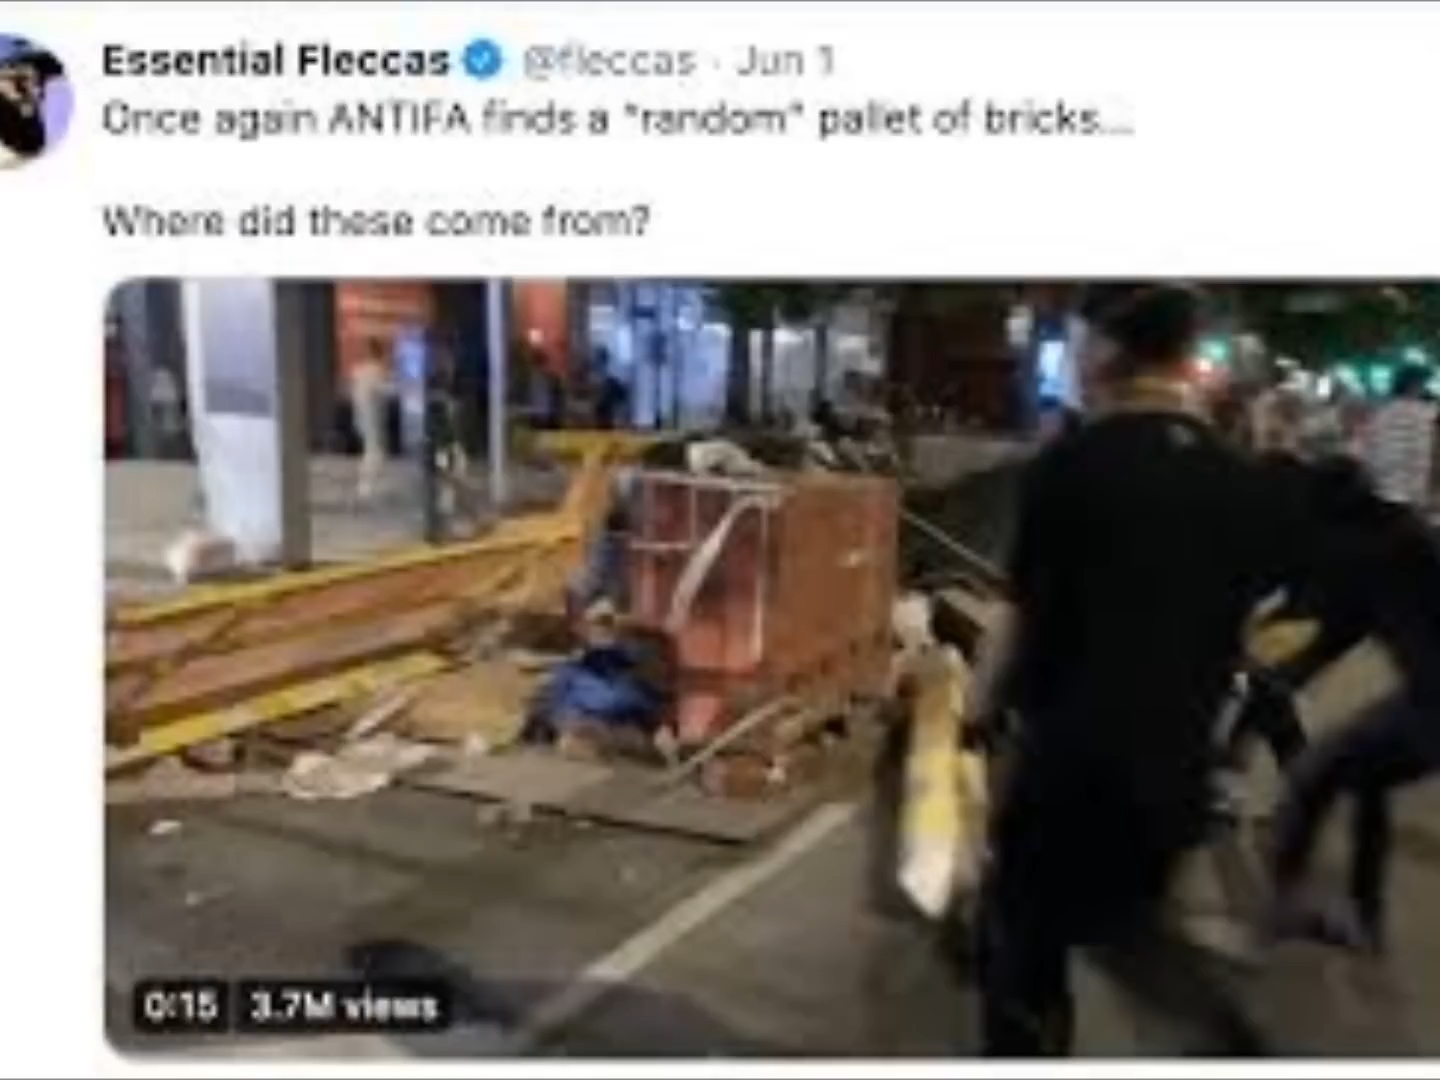 Essential Fleccas @fleccas · Jun 1
Once again ANTIFA finds a *random* pallet of bricks...
Where did these come from?
0:15 3.7M views